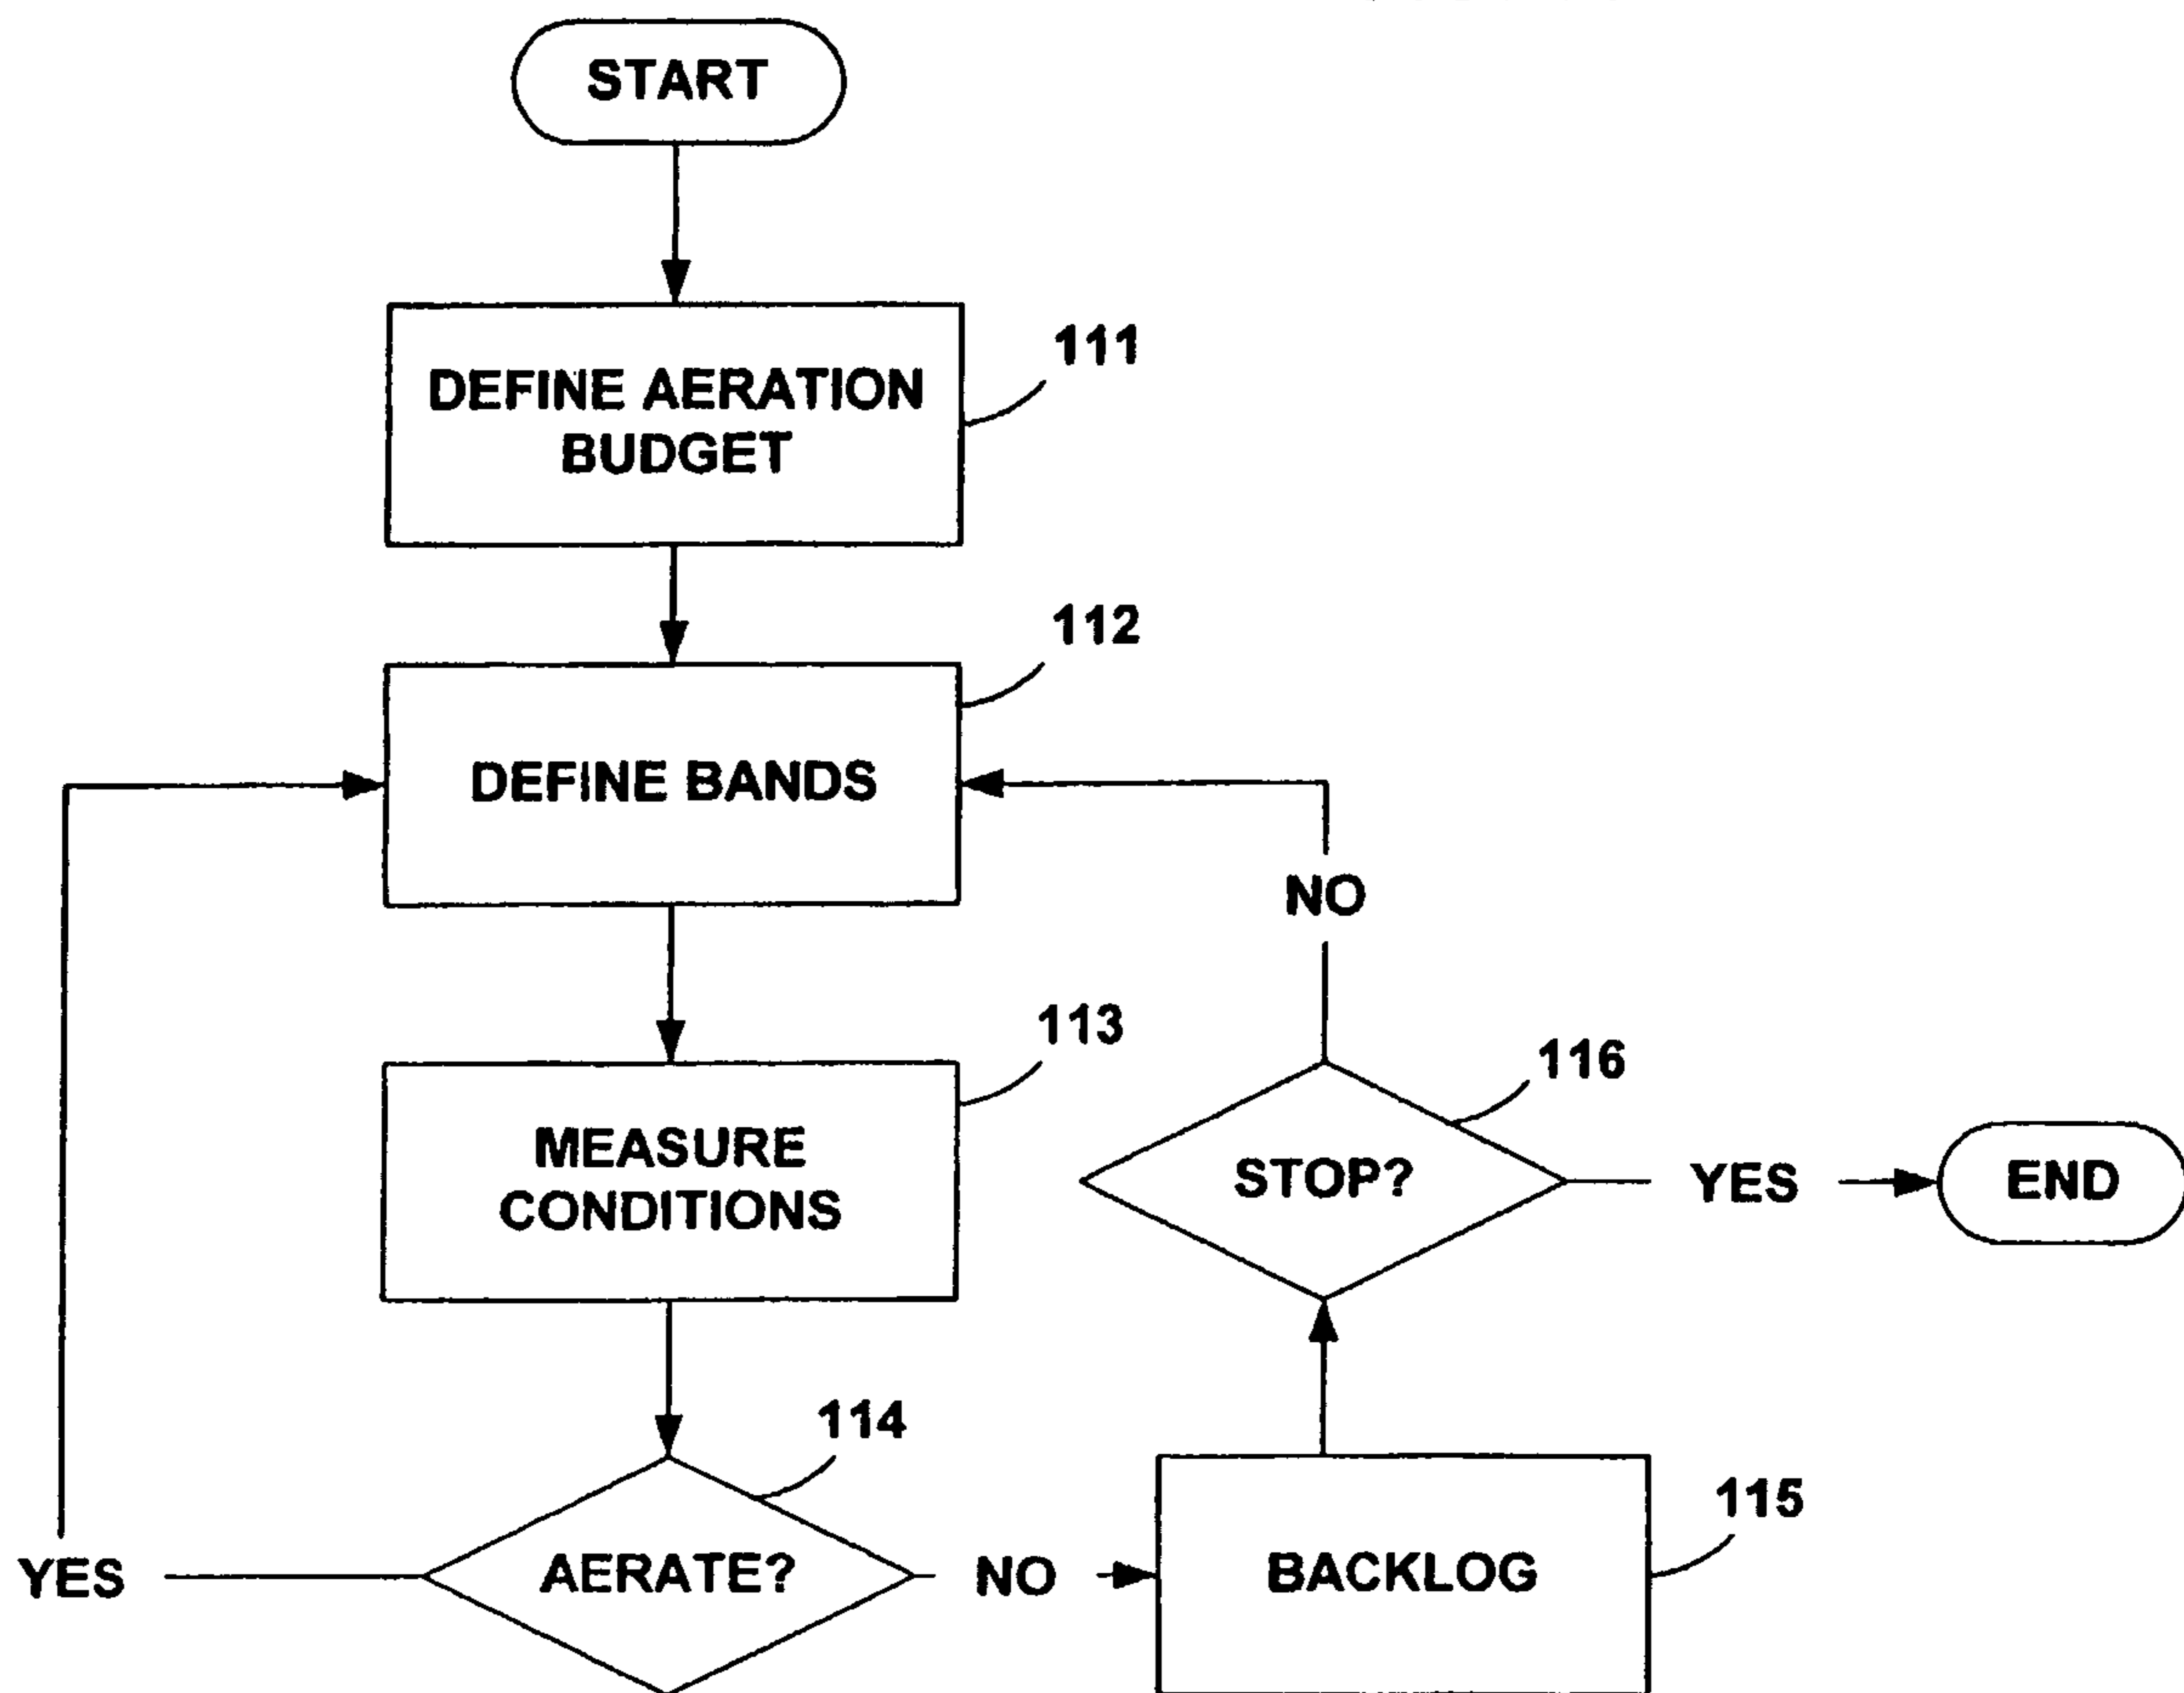 START
DEFINE AERATION
BUDGET
111
DEFINE BANDS
112
NO
MEASURE
CONDITIONS
113
STOP?
116
YES
END
YES
AERATE?
114
NO
BACKLOG
115